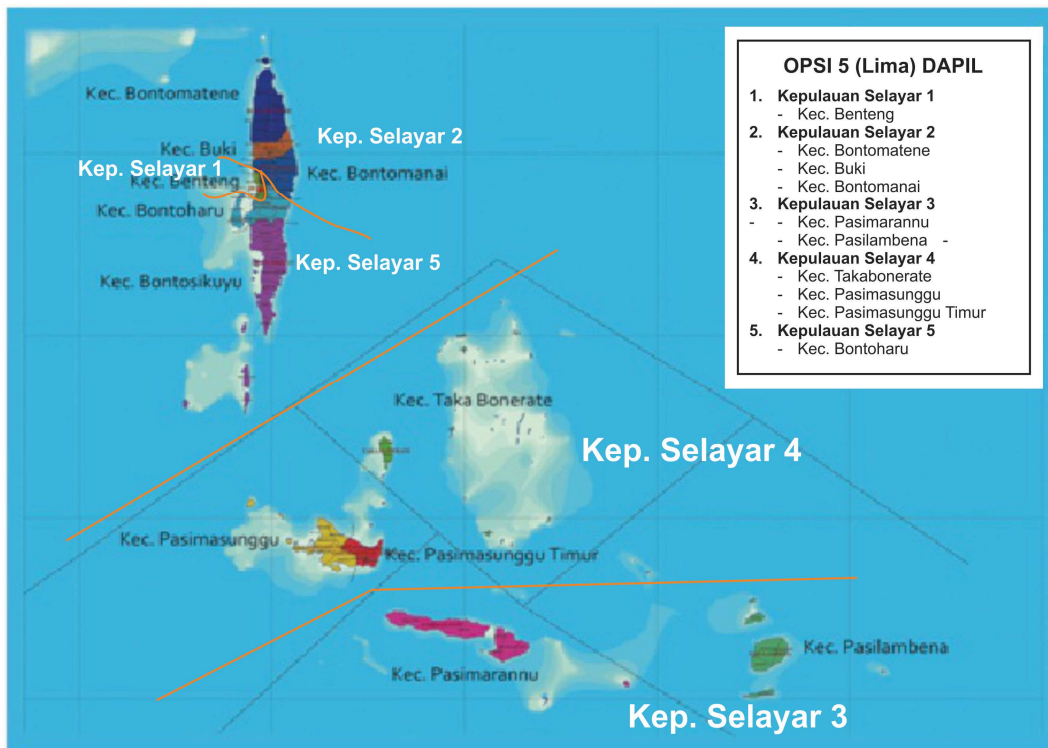 OPSI 5 (Lima) DAPIL
1. Kepulauan Selayar 1
- Kec. Benteng
2. Kepulauan Selayar 2
- Kec. Bontomatene
- Kec. Buki
- Kec. Bontomanai
3. Kepulauan Selayar 3
- - Kec. Pasimarannu
- Kec. Pasilambena -
4. Kepulauan Selayar 4
- Kec. Takabonerate
- Kec. Pasimasunggu
- Kec. Pasimasunggu Timur
5. Kepulauan Selayar 5
- Kec. Bontoharu
Kec. Bontomatene
Kep. Selayar 2
Kec. Buki
Kep. Selayar 1
Kec. Bontomanai
Kec. Benteng
Kec. Bontoharu
Kep. Selayar 5
Kec. Bontosikuyu
Kec. Taka Bonerate
Kep. Selayar 4
Kec. Pasimasunggu
Kec. Pasimasunggu Timur
Kec. Pasilambena
Kec. Pasimarannu
Kep. Selayar 3